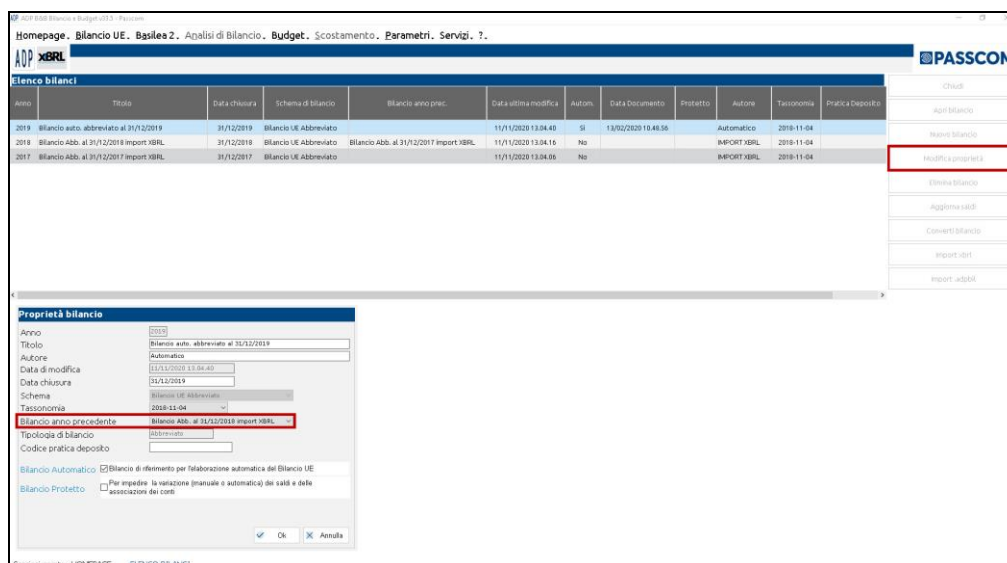 ADP B&B Bilancio e Budget v33.5 - Passcom
Homepage. Bilancio UE. Basilea 2. Analisi di Bilancio. Budget. Scostamento. Parametri. Servizi. ?.
ADP XBRL
PASSCOM
Elenco bilanci
Anno Titolo Data chiusura Schema di bilancio Bilancio anno prec. Data ultima modifica Autom. Data Documento Protetto Autore Tassonomia Pratica Deposito
2019 Bilancio auto. abbreviato al 31/12/2019 31/12/2019 Bilancio UE Abbreviato 11/11/2020 13.04.40 Sì 13/02/2020 10.48.56 Automatico 2018-11-04
2018 Bilancio Abb. al 31/12/2018 import XBRL 31/12/2018 Bilancio UE Abbreviato Bilancio Abb. al 31/12/2017 import XBRL 11/11/2020 13.04.16 No IMPORT XBRL 2018-11-04
2017 Bilancio Abb. al 31/12/2017 import XBRL 31/12/2017 Bilancio UE Abbreviato 11/11/2020 13.04.06 No IMPORT XBRL 2018-11-04
Chiudi
Apri bilancio
Nuovo bilancio
Modifica proprietà
Elimina bilancio
Aggiorna saldi
Converti bilancio
Import xbrl
Import .adpbil
Proprietà bilancio
Anno 2019
Titolo Bilancio auto. abbreviato al 31/12/2019
Autore Automatico
Data di modifica 11/11/2020 13.04.40
Data chiusura 31/12/2019
Schema Bilancio UE Abbreviato
Tassonomia 2018-11-04
Bilancio anno precedente Bilancio Abb. al 31/12/2018 import XBRL
Tipologia di bilancio Abbreviato
Codice pratica deposito
Bilancio Automatico Bilancio di riferimento per l'elaborazione automatica del Bilancio UE
Bilancio Protetto Per impedire la variazione (manuale o automatica) dei saldi e delle
associazioni dei conti
Ok Annulla
HOMEPAGE ELENCO BILANCI